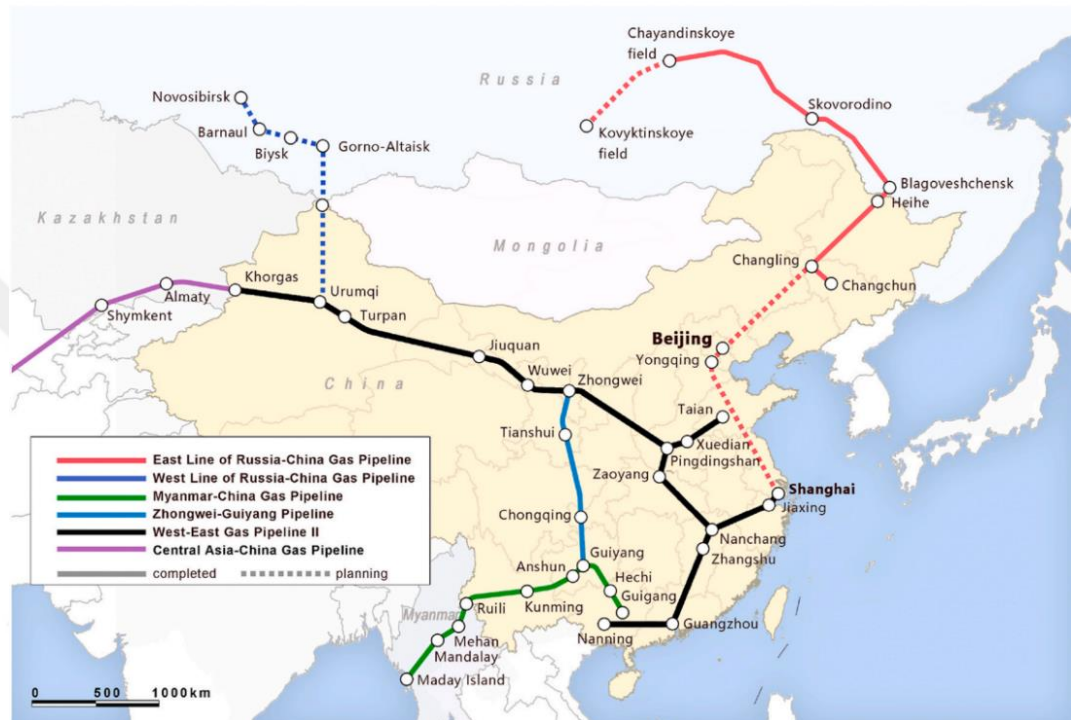 Chayandinskoye
field
Russia
Novosibirsk
Skovorodino
Barnaul
Kovyktinskoye
field
Biysk
Gorno-Altaisk
Blagoveshchensk
Heihe
Kazakhstan
Mongolia
Changling
Khorgas
Changchun
Almaty
Urumqi
Shymkent
Turpan
Beijing
Yongqing
Jiuquan
Wuwei
Zhongwei
China
Taian
Tianshui
Xuedian
Pingdingshan
East Line of Russia-China Gas Pipeline
West Line of Russia-China Gas Pipeline
Myanmar-China Gas Pipeline
Zhongwei-Guiyang Pipeline
West-East Gas Pipeline II
Central Asia-China Gas Pipeline
completed
planning
Zaoyang
Shanghai
Jiaxing
Chongqing
Nanchang
Zhangshu
Guiyang
Anshun
Hechi
Guigang
Myanmar
Ruili
Kunming
Nanning
Guangzhou
Mehan
Mandalay
Maday Island
0 500 1000km